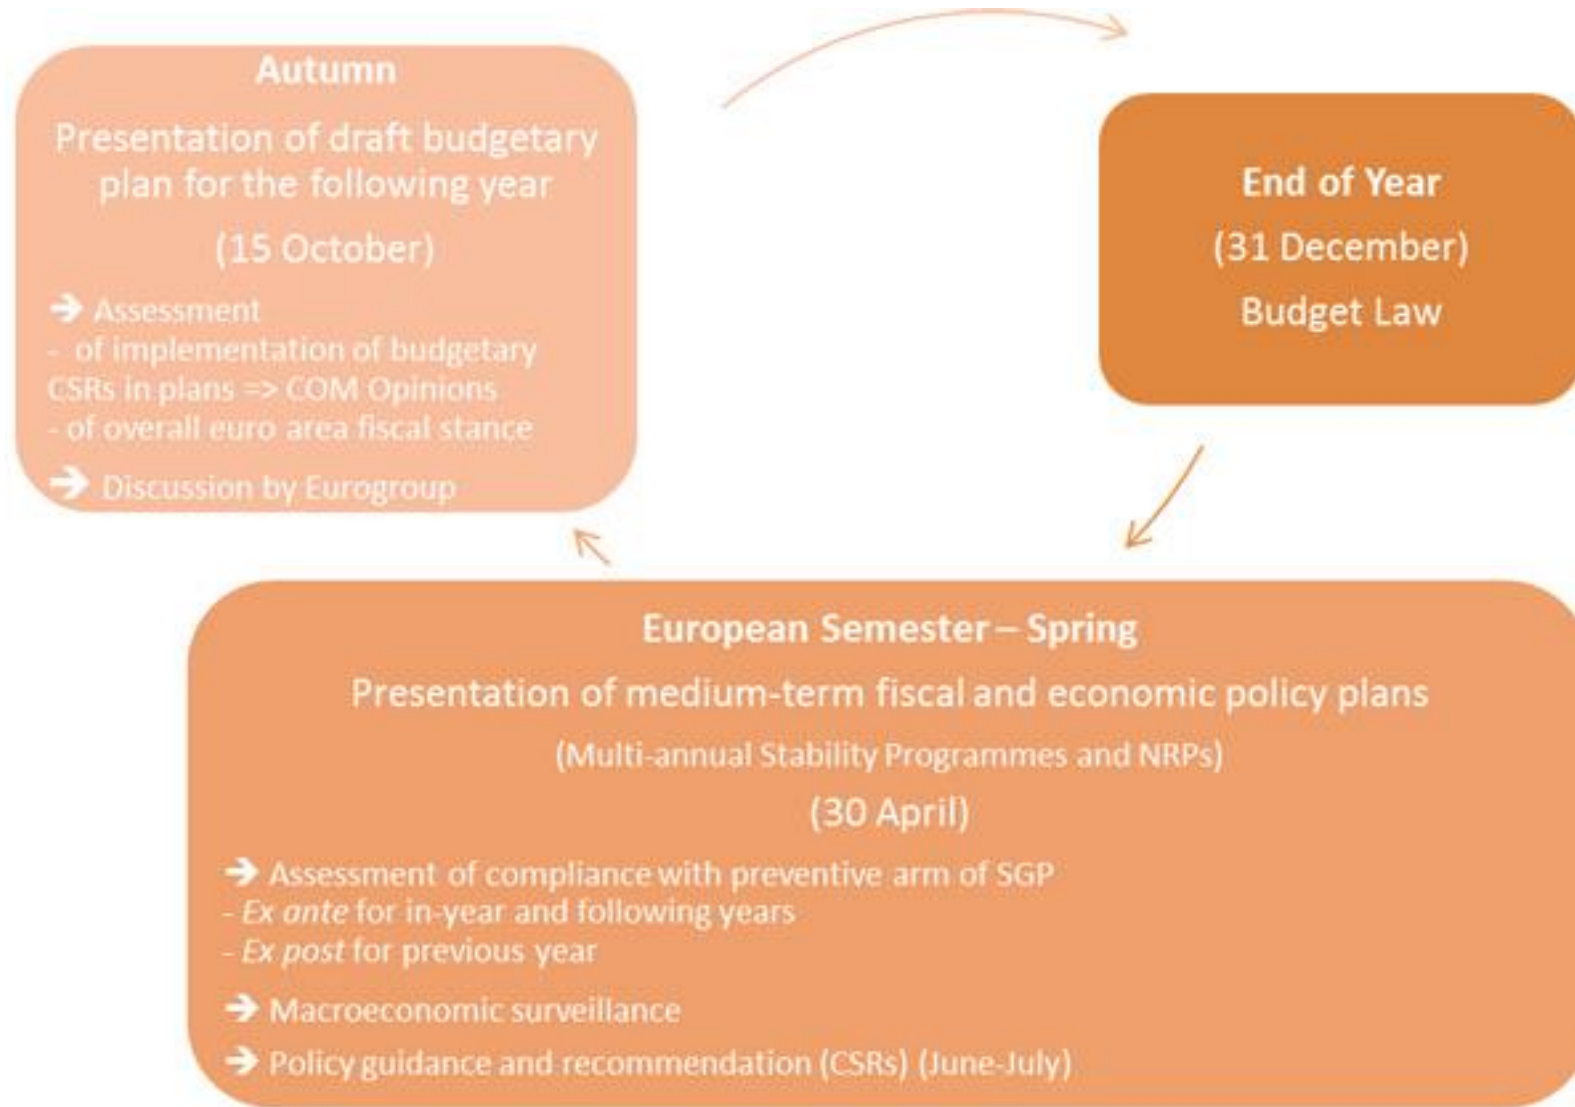 Autumn
Presentation of draft budgetary
plan for the following year
(15 October)
➔ Assessment
- of implementation of budgetary
CSRs in plans => COM Opinions
- of overall euro area fiscal stance
➔ Discussion by Eurogroup
End of Year
(31 December)
Budget Law
European Semester – Spring
Presentation of medium-term fiscal and economic policy plans
(Multi-annual Stability Programmes and NRPs)
(30 April)
➔ Assessment of compliance with preventive arm of SGP
- Ex ante for in-year and following years
- Ex post for previous year
➔ Macroeconomic surveillance
➔ Policy guidance and recommendation (CSRs) (June-July)